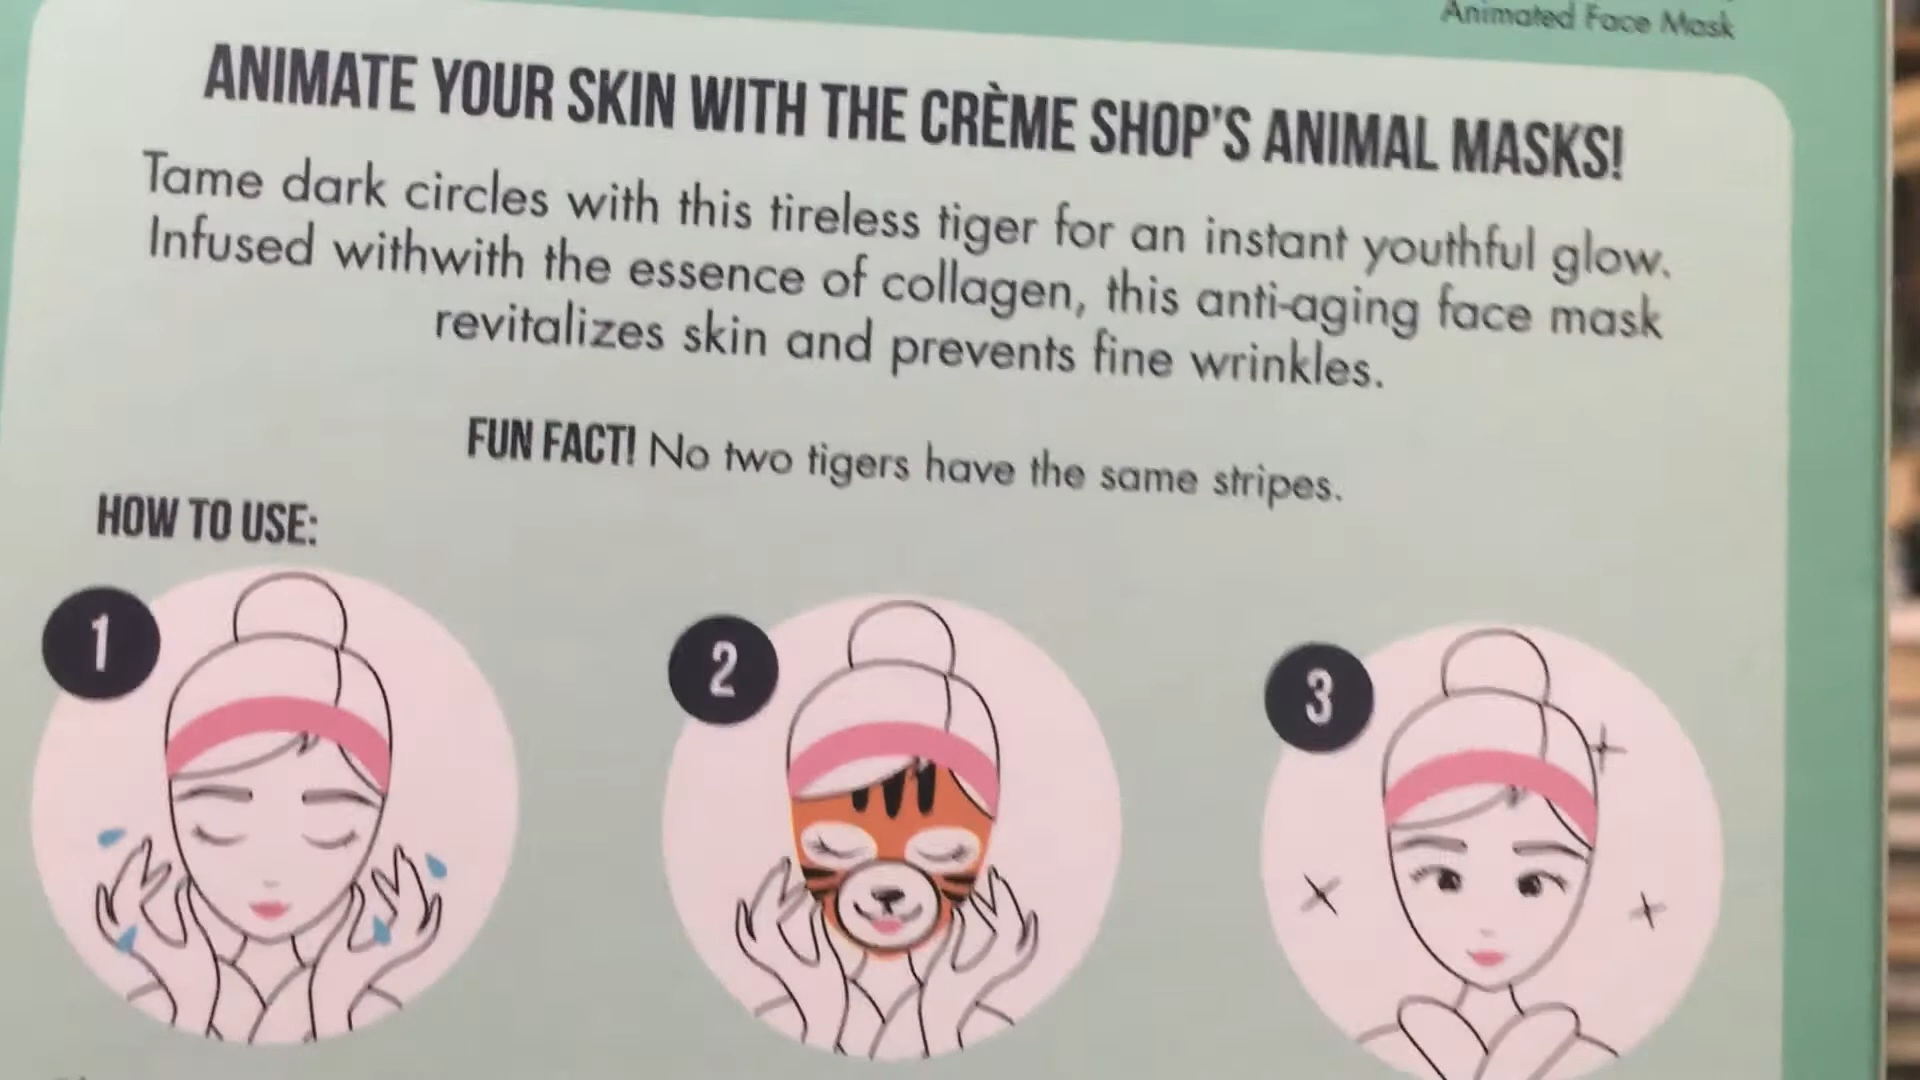 Animated Face Mask
ANIMATE YOUR SKIN WITH THE CRÈME SHOP'S ANIMAL MASKS!
Tame dark circles with this tireless tiger for an instant youthful glow.
Infused withwith the essence of collagen, this anti-aging face mask
revitalizes skin and prevents fine wrinkles.
FUN FACT! No two tigers have the same stripes.
HOW TO USE:
1
2
3